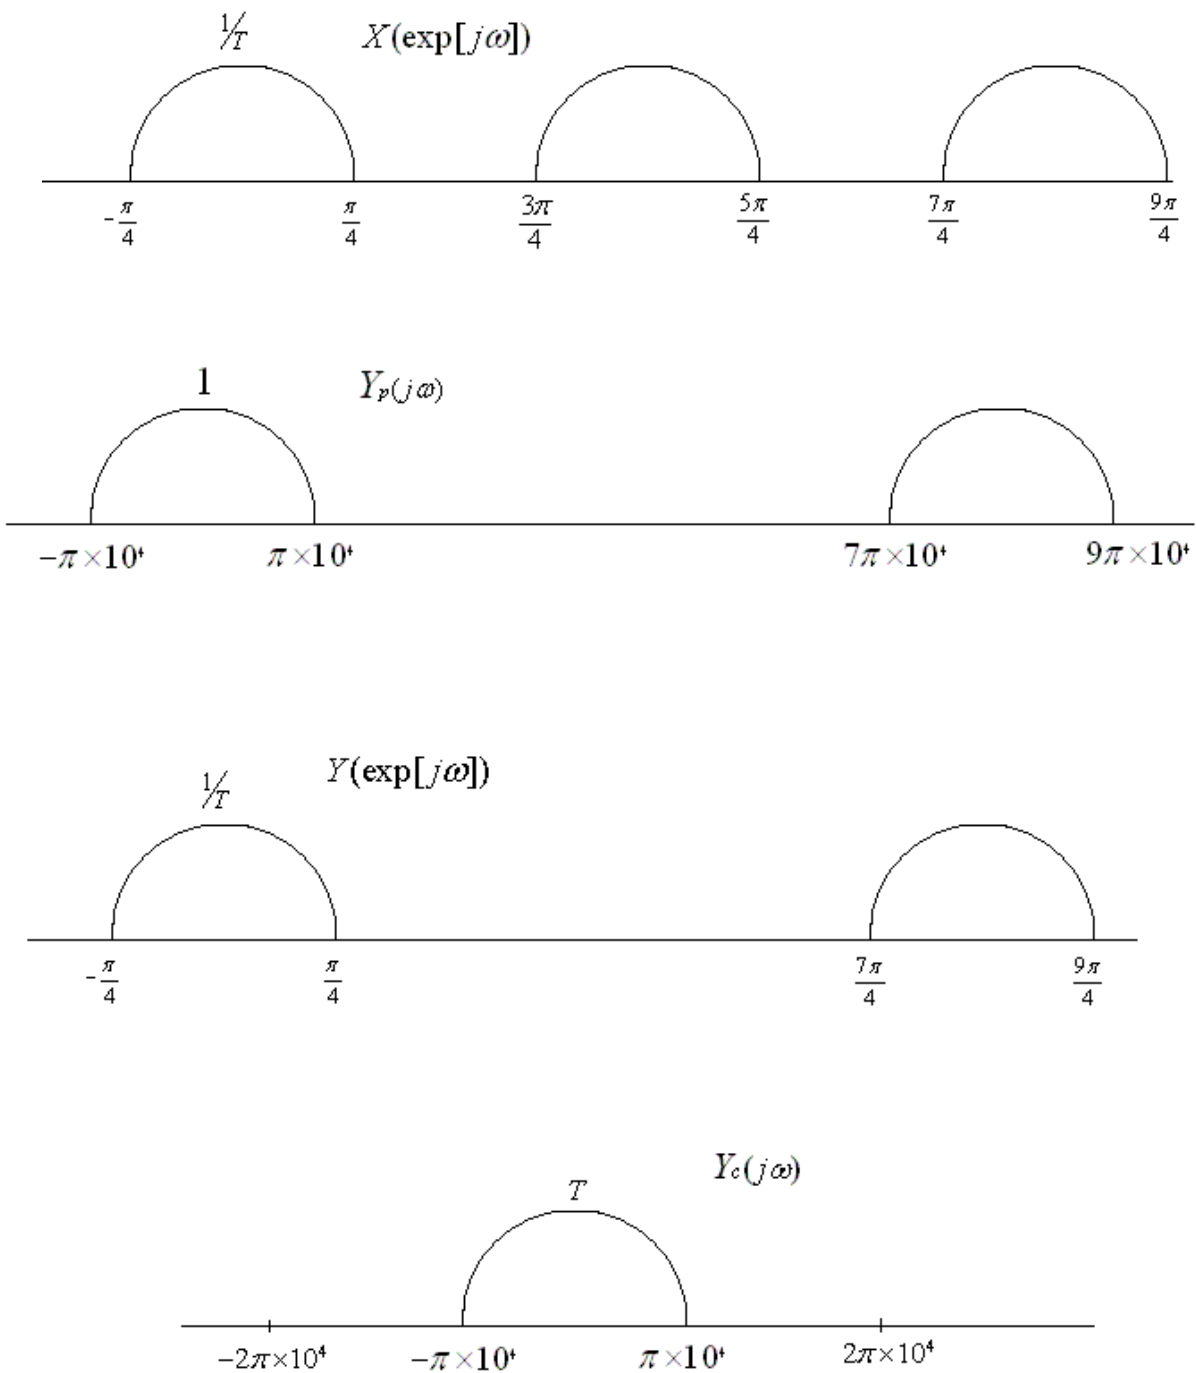 1/T X(exp[jω])
-π/4 π/4 3π/4 5π/4 7π/4 9π/4
1 Yp(jω)
-π×10⁴ π×10⁴ 7π×10⁴ 9π×10⁴
1/T Y(exp[jω])
-π/4 π/4 7π/4 9π/4
Yc(jω)
T
-2π×10⁴ -π×10⁴ π×10⁴ 2π×10⁴